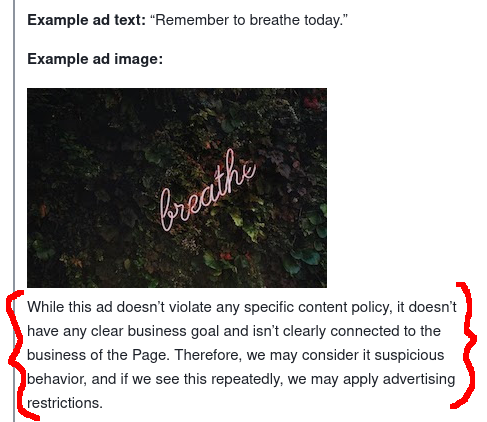 Example ad text: “Remember to breathe today.”
Example ad image:
breathe
While this ad doesn’t violate any specific content policy, it doesn’t
have any clear business goal and isn’t clearly connected to the
business of the Page. Therefore, we may consider it suspicious
behavior, and if we see this repeatedly, we may apply advertising
restrictions.